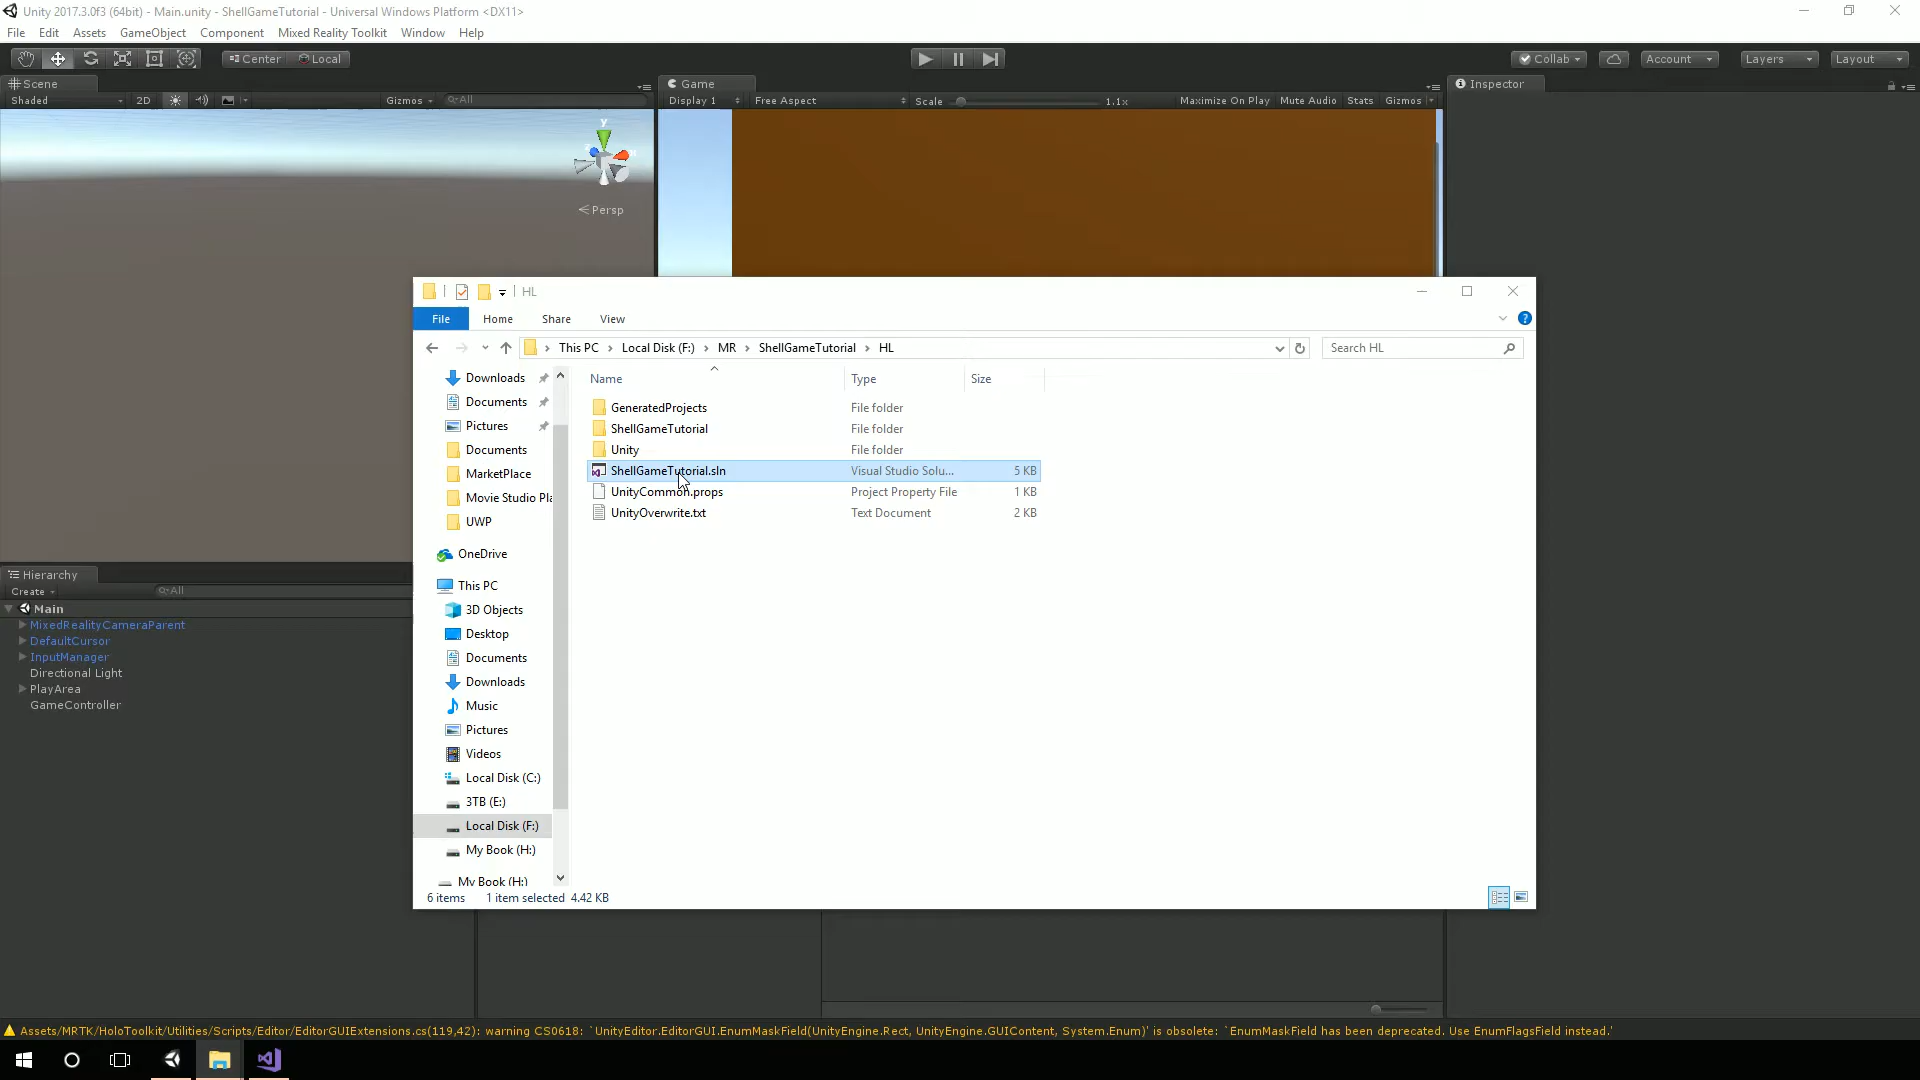 Unity 2017.3.0f3 (64bit) - Main.unity - ShellGameTutorial - Universal Windows Platform <DX11>
File Edit Assets GameObject Component Mixed Reality Toolkit Window Help
Center Local Collab Account Layers Layout
Scene Game Inspector
Shaded 2D Gizmos All Display 1 Free Aspect Scale 1.1x Maximize On Play Mute Audio Stats Gizmos
y
Persp
HL
File Home Share View
This PC Local Disk (F:) MR ShellGameTutorial HL Search HL
Name Type Size
Downloads
Documents
Pictures
Documents
MarketPlace
Movie Studio Pla
UWP
OneDrive
This PC
3D Objects
Desktop
Documents
Downloads
Music
Pictures
Videos
Local Disk (C:)
3TB (E:)
Local Disk (F:)
My Book (H:)
My Book (H:)
GeneratedProjects File folder
ShellGameTutorial File folder
Unity File folder
ShellGameTutorial.sln Visual Studio Solu... 5 KB
UnityCommon.props Project Property File 1 KB
UnityOverwrite.txt Text Document 2 KB
6 items 1 item selected 4.42 KB
Hierarchy
Create All
Main
MixedRealityCameraParent
DefaultCursor
InputManager
Directional Light
PlayArea
GameController
Assets/MRTK/HoloToolkit/Utilities/Scripts/Editor/EditorGUIExtensions.cs(119,42): warning CS0618: `UnityEditor.EditorGUI.EnumMaskField(UnityEngine.Rect, UnityEngine.GUIContent, System.Enum)' is obsolete: `EnumMaskField has been deprecated. Use EnumFlagsField instead.'